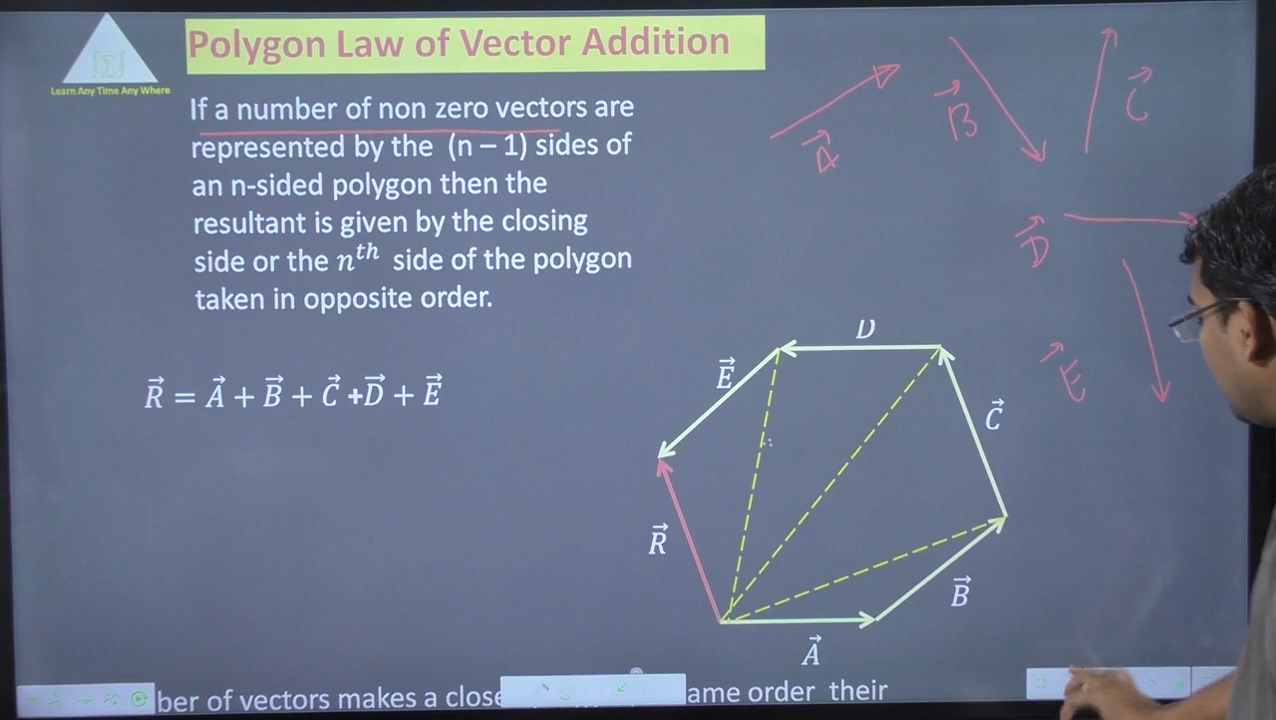 Learn Any Time Any Where
Polygon Law of Vector Addition
If a number of non zero vectors are
represented by the (n – 1) sides of
an n-sided polygon then the
resultant is given by the closing
side or the nᵗʰ side of the polygon
taken in opposite order.
R⃗ = A⃗ + B⃗ + C⃗ +D⃗ + E⃗
A⃗
B⃗
C⃗
D⃗
E⃗
D
E⃗
C⃗
R⃗
B⃗
A⃗
ber of vectors makes a close ame order their